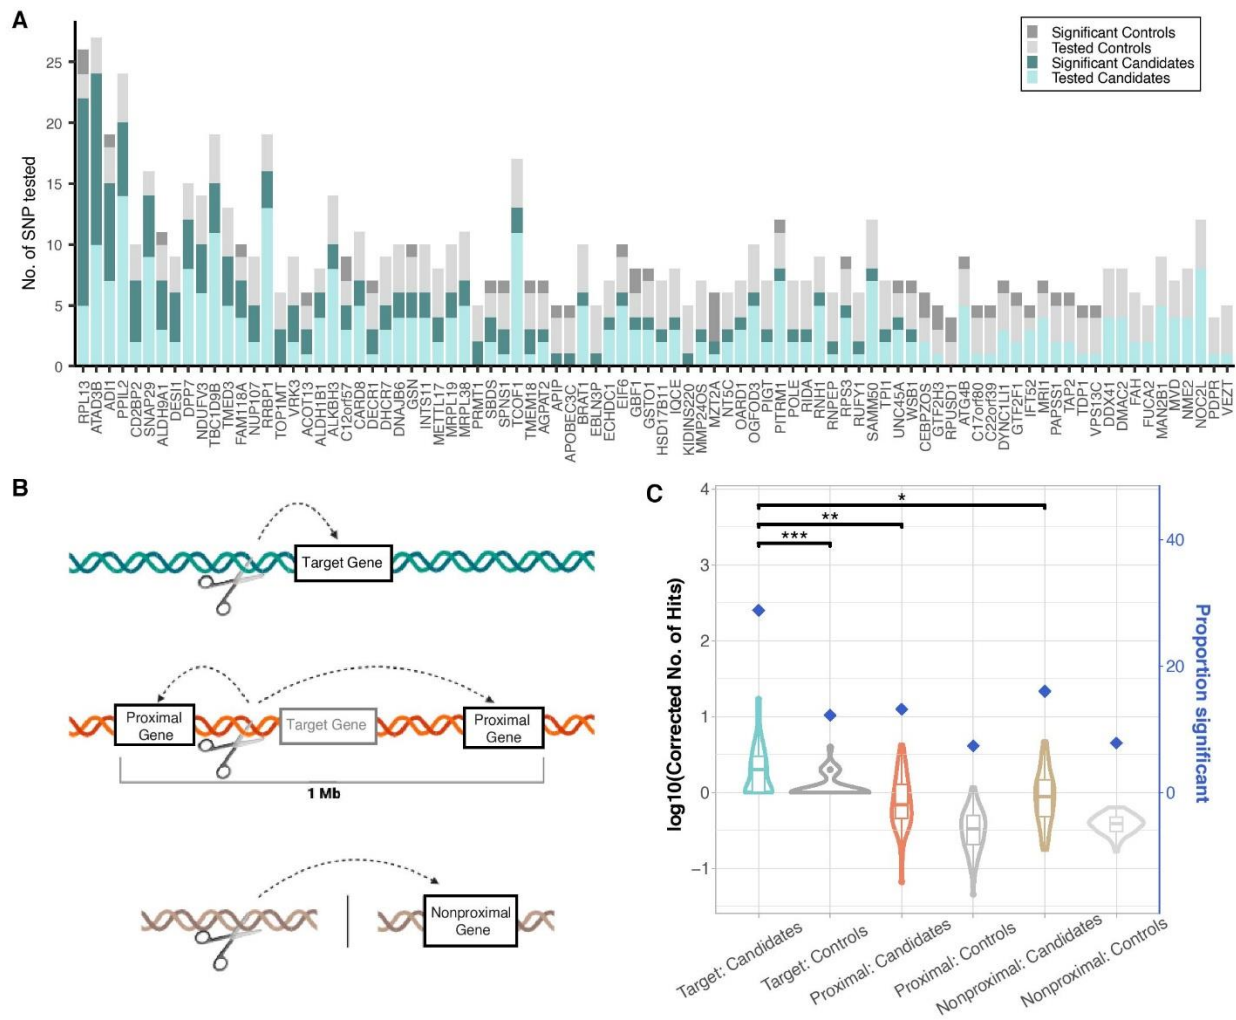 A
Significant Controls
Tested Controls
Significant Candidates
Tested Candidates
No. of SNP tested
25
20
15
10
5
0
RPL13
ATAD3B
ADI1
PPIL2
CD2BP2
SNAP29
ALDH9A1
DESI1
DPP7
NDUFV3
TBC1D9B
TMED3
FAM118A
NUP107
RRBP1
TOP1MT
VRK3
ACOT13
ALDH1B1
ALKBH3
C12orf57
CARD8
DECR1
DHCR7
DNAJB6
GSN
INTS11
METTL17
MRPL19
MRPL38
PRMT1
SBDS
SPNS1
TCOF1
TMEM18
AGPAT2
APIP
APOBEC3C
BRAT1
EBLN3P
ECHDC1
EIF6
GBF1
GSTO1
HSD17B11
IQCE
KIDINS220
MMP24OS
MZT2A
NT5C
OARD1
OGFOD3
PIGT
PITRM1
POLE
RIDA
RNH1
RNPEP
RPS3
RUFY1
SAMM50
TPI1
UNC45A
WSB1
CEBPZOS
GTF2H3
RPUSD1
ATG4B
C17orf80
C22orf39
DYNC1LI1
GTF2F1
IFT52
MRI1
PAPSS1
TAP2
TDP1
VPS13C
DDX41
DMAC2
FAH
FUCA2
MAN2B1
MVD
NME2
NOC2L
PDPR
VEZT
B
Target Gene
Proximal
Gene
Target Gene
Proximal
Gene
1 Mb
Nonproximal
Gene
C
log10(Corrected No. of Hits)
4
3
2
1
0
−1
*
**
***
40
20
0
Proportion significant
Target: Candidates
Target: Controls
Proximal: Candidates
Proximal: Controls
Nonproximal: Candidates
Nonproximal: Controls